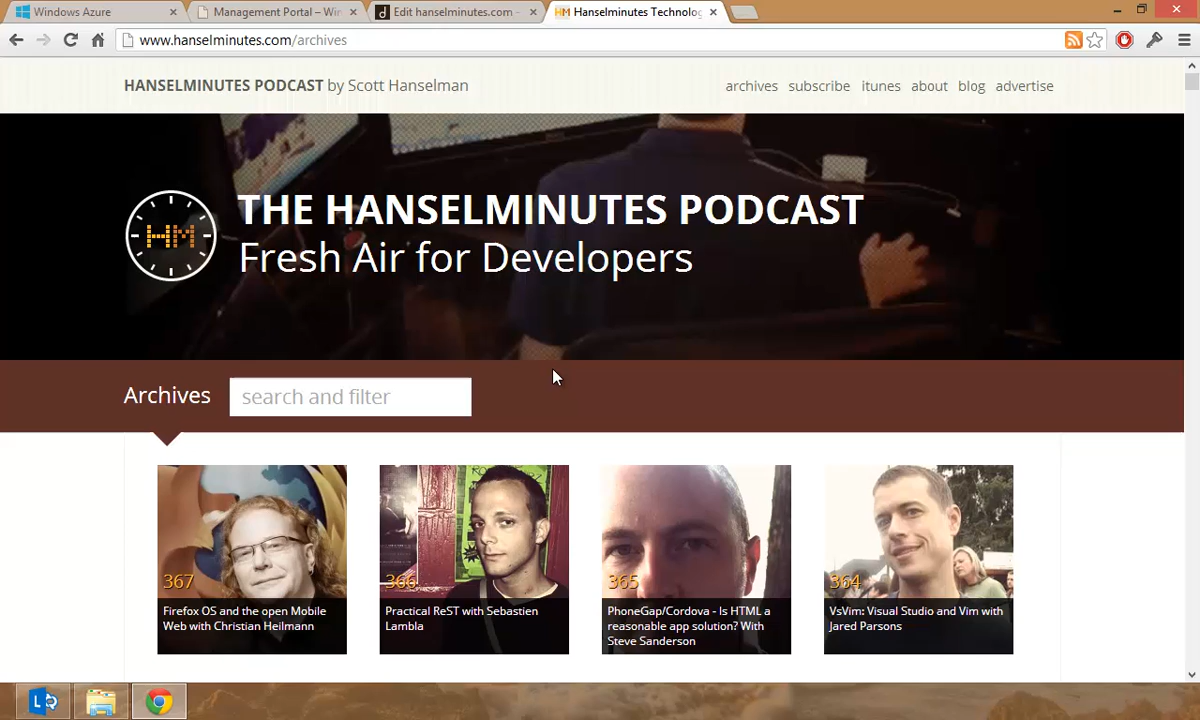 Windows Azure
Management Portal – Win
Edit hanselminutes.com -
Hanselminutes Technolog
www.hanselminutes.com/archives
HANSELMINUTES PODCAST by Scott Hanselman
archives subscribe itunes about blog advertise
HM
THE HANSELMINUTES PODCAST
Fresh Air for Developers
Archives
search and filter
367
Firefox OS and the open Mobile
Web with Christian Heilmann
366
Practical ReST with Sebastien
Lambla
365
PhoneGap/Cordova - Is HTML a
reasonable app solution? With
Steve Sanderson
364
VsVim: Visual Studio and Vim with
Jared Parsons